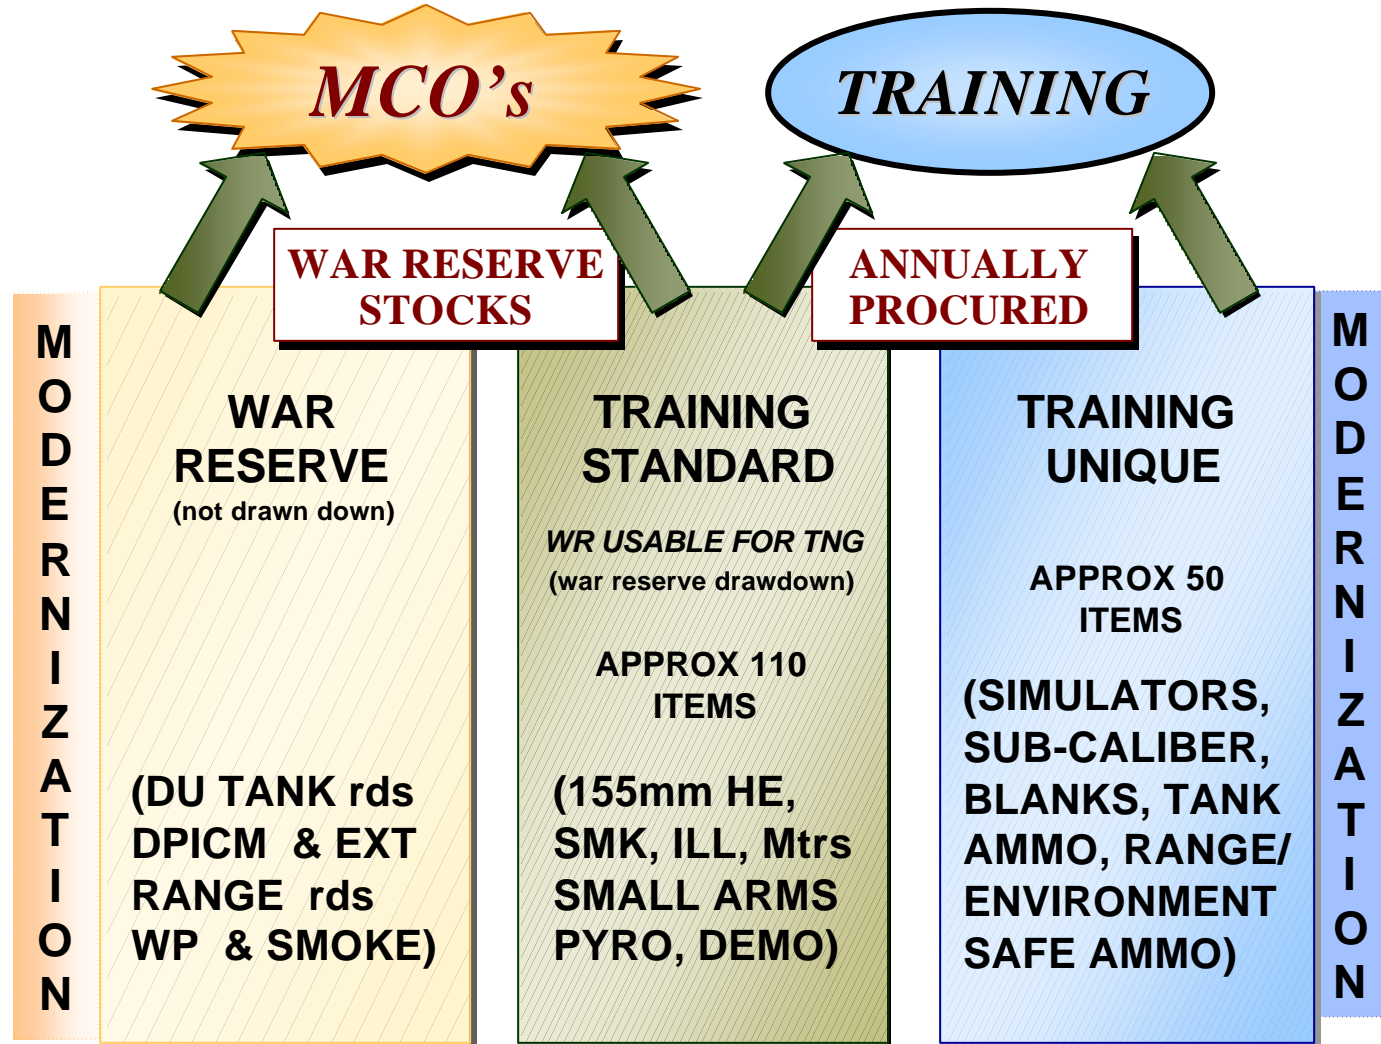 MCO's
TRAINING
WAR RESERVE
STOCKS
ANNUALLY
PROCURED
M
O
D
E
R
N
I
Z
A
T
I
O
N
WAR
RESERVE
(not drawn down)
(DU TANK rds
DPICM & EXT
RANGE rds
WP & SMOKE)
TRAINING
STANDARD
WR USABLE FOR TNG
(war reserve drawdown)
APPROX 110
ITEMS
(155mm HE,
SMK, ILL, Mtrs
SMALL ARMS
PYRO, DEMO)
TRAINING
UNIQUE
APPROX 50
ITEMS
(SIMULATORS,
SUB-CALIBER,
BLANKS, TANK
AMMO, RANGE/
ENVIRONMENT
SAFE AMMO)
M
O
D
E
R
N
I
Z
A
T
I
O
N